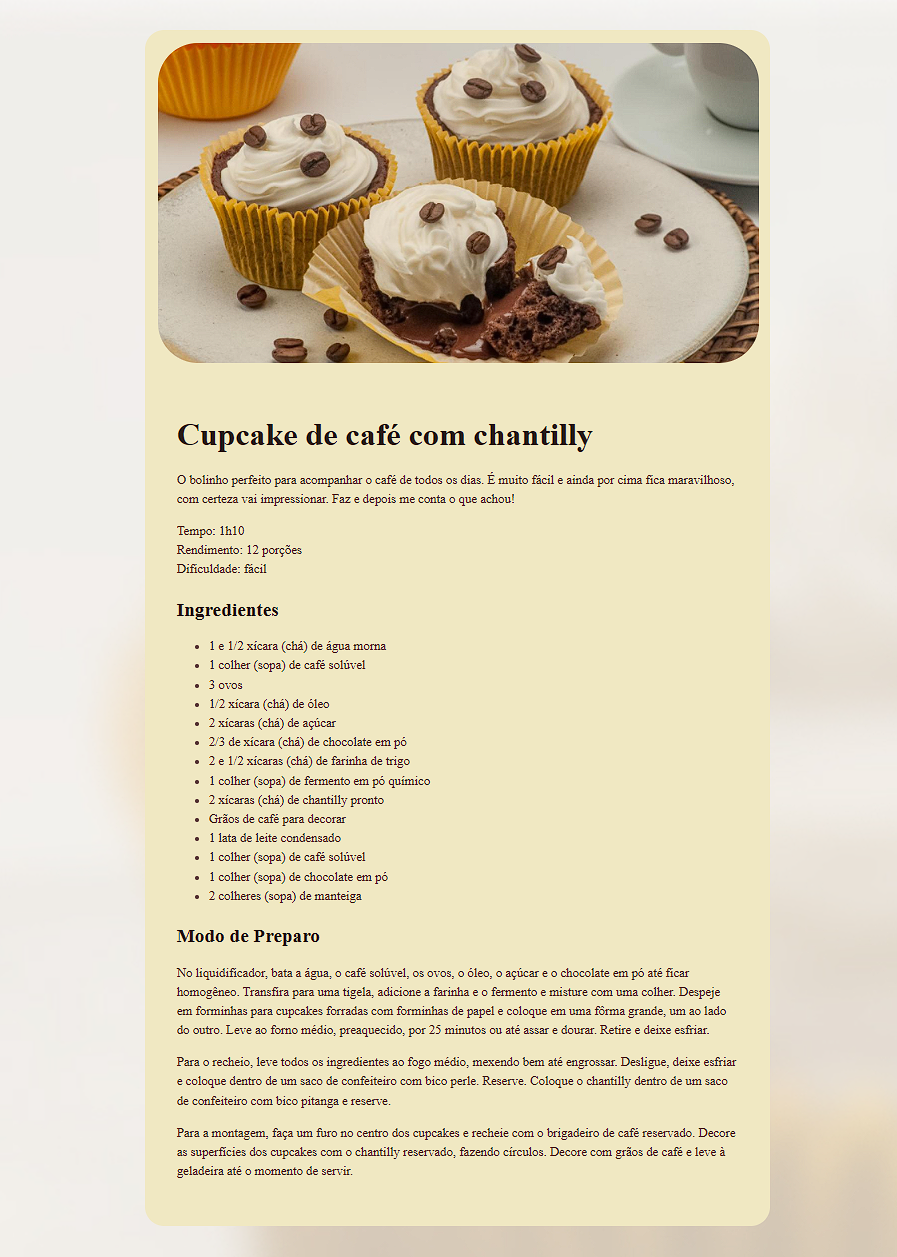 Cupcake de café com chantilly
O bolinho perfeito para acompanhar o café de todos os dias. É muito fácil e ainda por cima fica maravilhoso,
com certeza vai impressionar. Faz e depois me conta o que achou!
Tempo: 1h10
Rendimento: 12 porções
Dificuldade: fácil
Ingredientes
• 1 e 1/2 xícara (chá) de água morna
• 1 colher (sopa) de café solúvel
• 3 ovos
• 1/2 xícara (chá) de óleo
• 2 xícaras (chá) de açúcar
• 2/3 de xícara (chá) de chocolate em pó
• 2 e 1/2 xícaras (chá) de farinha de trigo
• 1 colher (sopa) de fermento em pó químico
• 2 xícaras (chá) de chantilly pronto
• Grãos de café para decorar
• 1 lata de leite condensado
• 1 colher (sopa) de café solúvel
• 1 colher (sopa) de chocolate em pó
• 2 colheres (sopa) de manteiga
Modo de Preparo
No liquidificador, bata a água, o café solúvel, os ovos, o óleo, o açúcar e o chocolate em pó até ficar
homogêneo. Transfira para uma tigela, adicione a farinha e o fermento e misture com uma colher. Despeje
em forminhas para cupcakes forradas com forminhas de papel e coloque em uma fôrma grande, um ao lado
do outro. Leve ao forno médio, preaquecido, por 25 minutos ou até assar e dourar. Retire e deixe esfriar.
Para o recheio, leve todos os ingredientes ao fogo médio, mexendo bem até engrossar. Desligue, deixe esfriar
e coloque dentro de um saco de confeiteiro com bico perle. Reserve. Coloque o chantilly dentro de um saco
de confeiteiro com bico pitanga e reserve.
Para a montagem, faça um furo no centro dos cupcakes e recheie com o brigadeiro de café reservado. Decore
as superfícies dos cupcakes com o chantilly reservado, fazendo círculos. Decore com grãos de café e leve à
geladeira até o momento de servir.